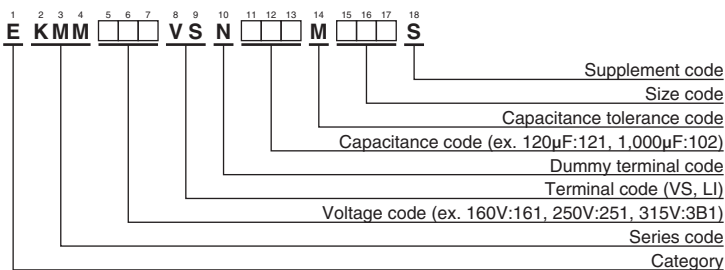 1 2 3 4 5 6 7 8 9 10 11 12 13 14 15 16 17 18
E KMM VS N M S
Supplement code
Size code
Capacitance tolerance code
Capacitance code (ex. 120µF:121, 1,000µF:102)
Dummy terminal code
Terminal code (VS, LI)
Voltage code (ex. 160V:161, 250V:251, 315V:3B1)
Series code
Category